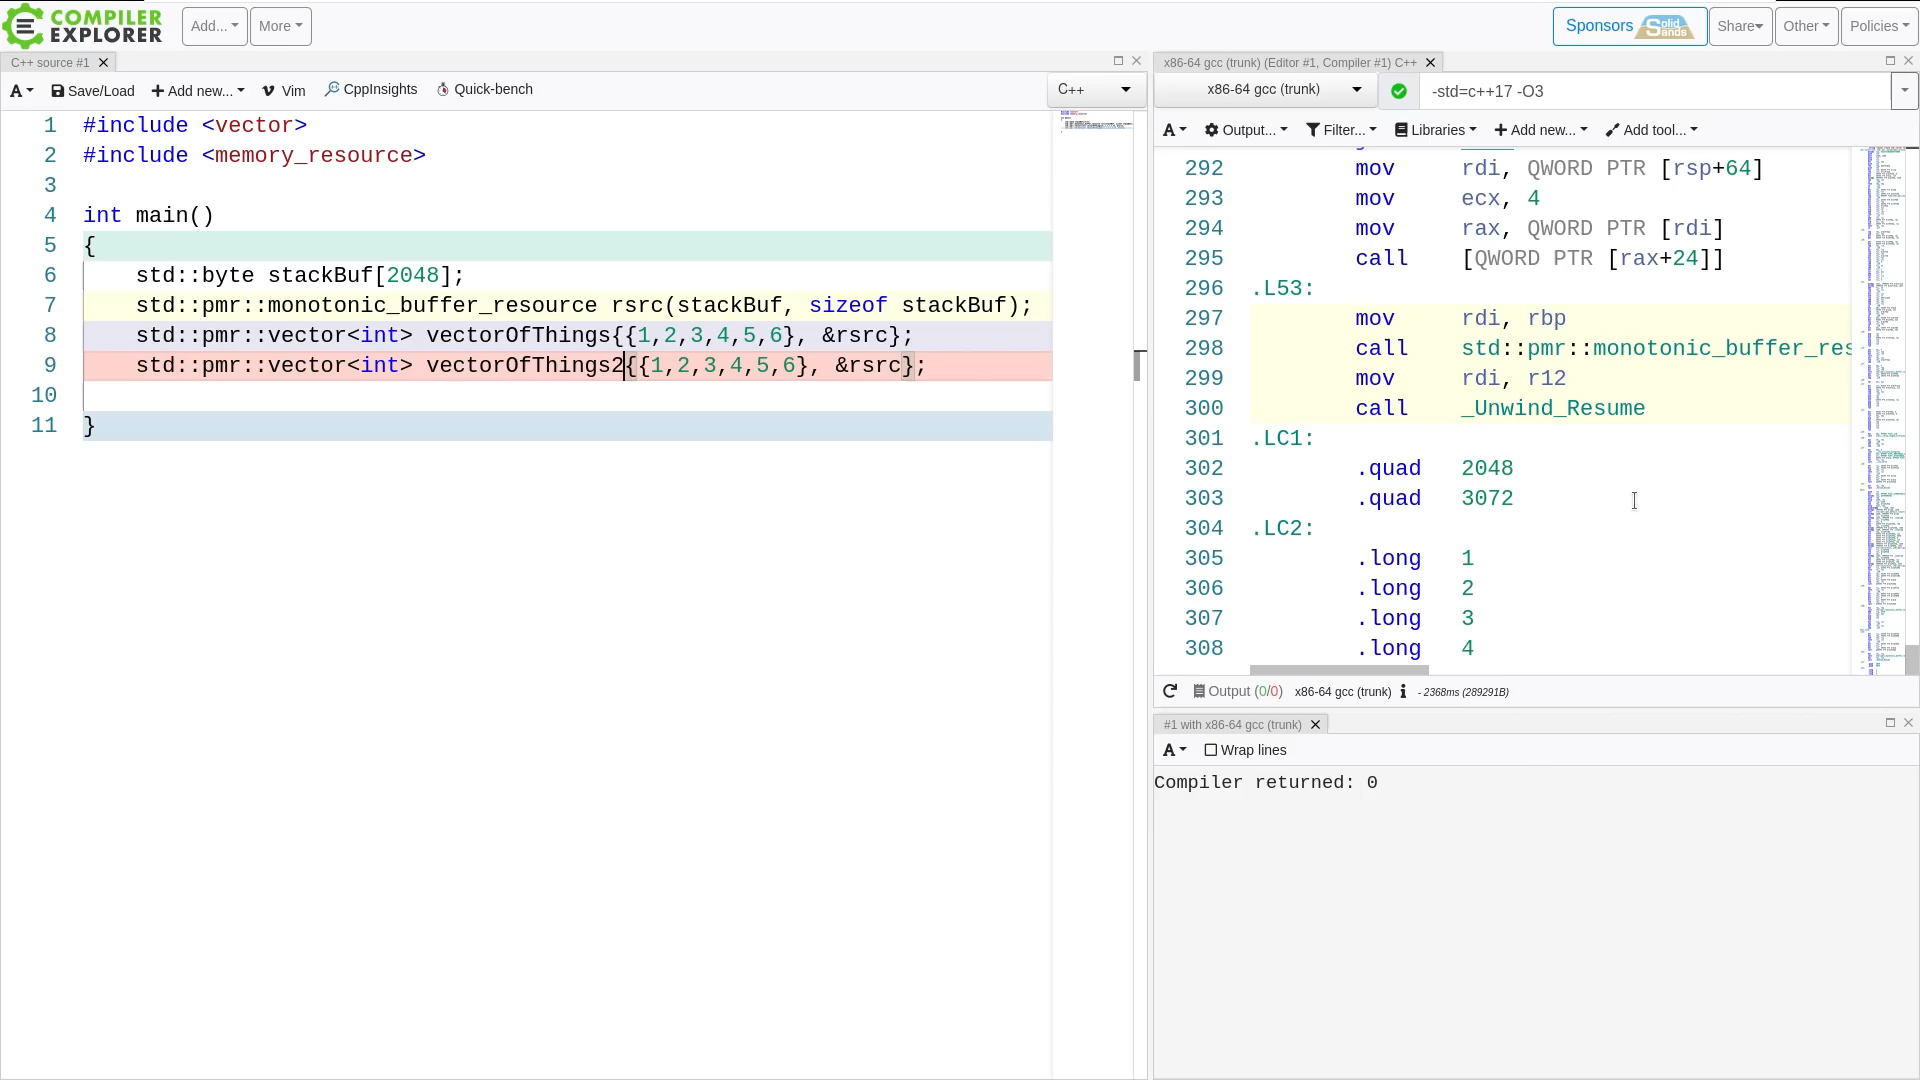 COMPILER
EXPLORER
Add...
More
Sponsors
Solid
Sands
Share
Other
Policies
C++ source #1
A
Save/Load
Add new...
Vim
CppInsights
Quick-bench
C++
1 #include <vector>
2 #include <memory_resource>
3
4 int main()
5 {
6 std::byte stackBuf[2048];
7 std::pmr::monotonic_buffer_resource rsrc(stackBuf, sizeof stackBuf);
8 std::pmr::vector<int> vectorOfThings{{1,2,3,4,5,6}, &rsrc};
9 std::pmr::vector<int> vectorOfThings2{{1,2,3,4,5,6}, &rsrc};
10
11 }
x86-64 gcc (trunk) (Editor #1, Compiler #1) C++
x86-64 gcc (trunk)
-std=c++17 -O3
A
Output...
Filter...
Libraries
Add new...
Add tool...
292 mov rdi, QWORD PTR [rsp+64]
293 mov ecx, 4
294 mov rax, QWORD PTR [rdi]
295 call [QWORD PTR [rax+24]]
296 .L53:
297 mov rdi, rbp
298 call std::pmr::monotonic_buffer_res
299 mov rdi, r12
300 call _Unwind_Resume
301 .LC1:
302 .quad 2048
303 .quad 3072
304 .LC2:
305 .long 1
306 .long 2
307 .long 3
308 .long 4
Output (0/0) x86-64 gcc (trunk) i - 2368ms (289291B)
#1 with x86-64 gcc (trunk)
A
Wrap lines
Compiler returned: 0